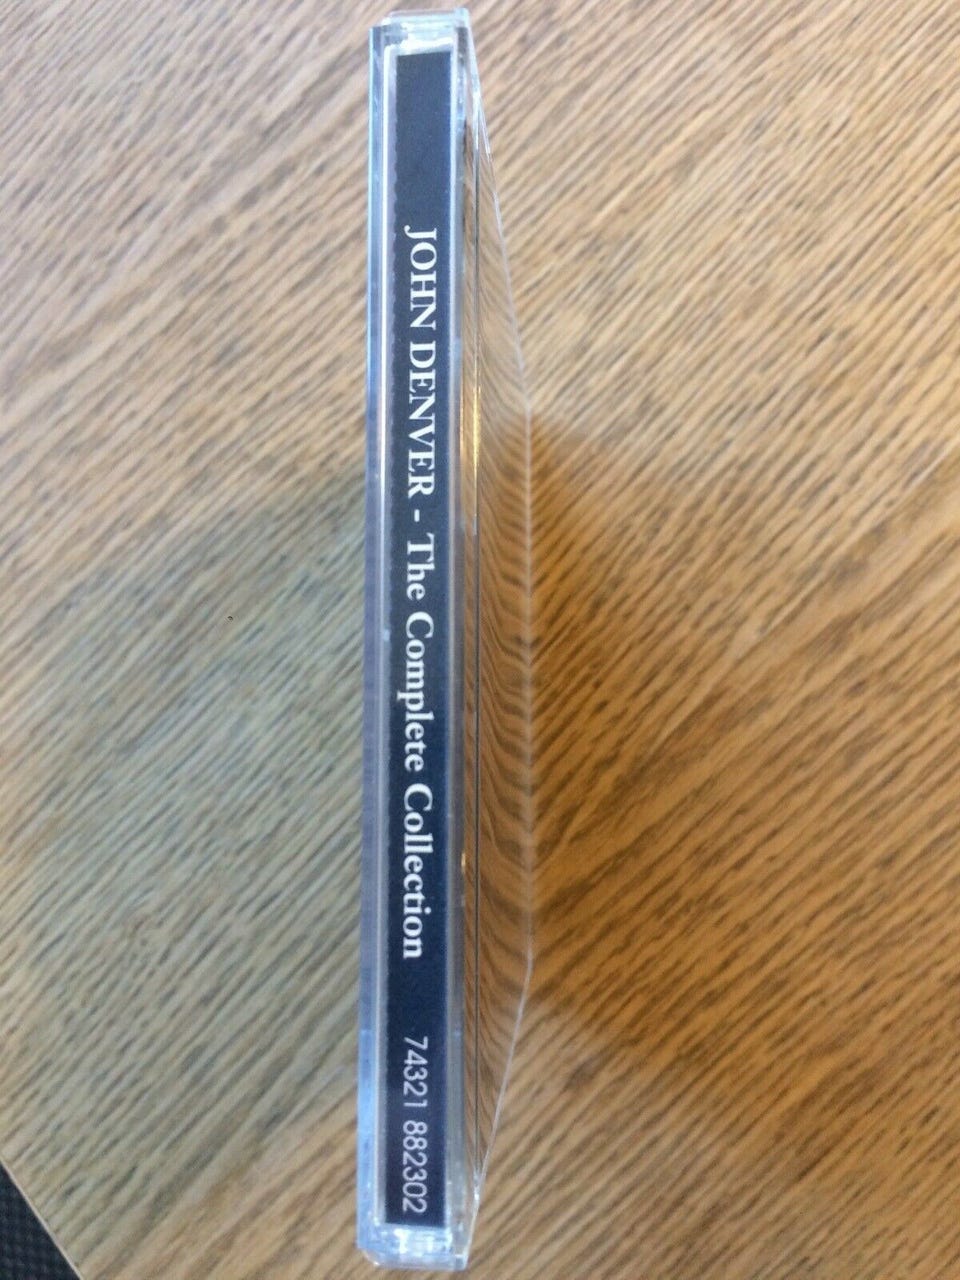 JOHN DENVER - The Complete Collection 74321 882302